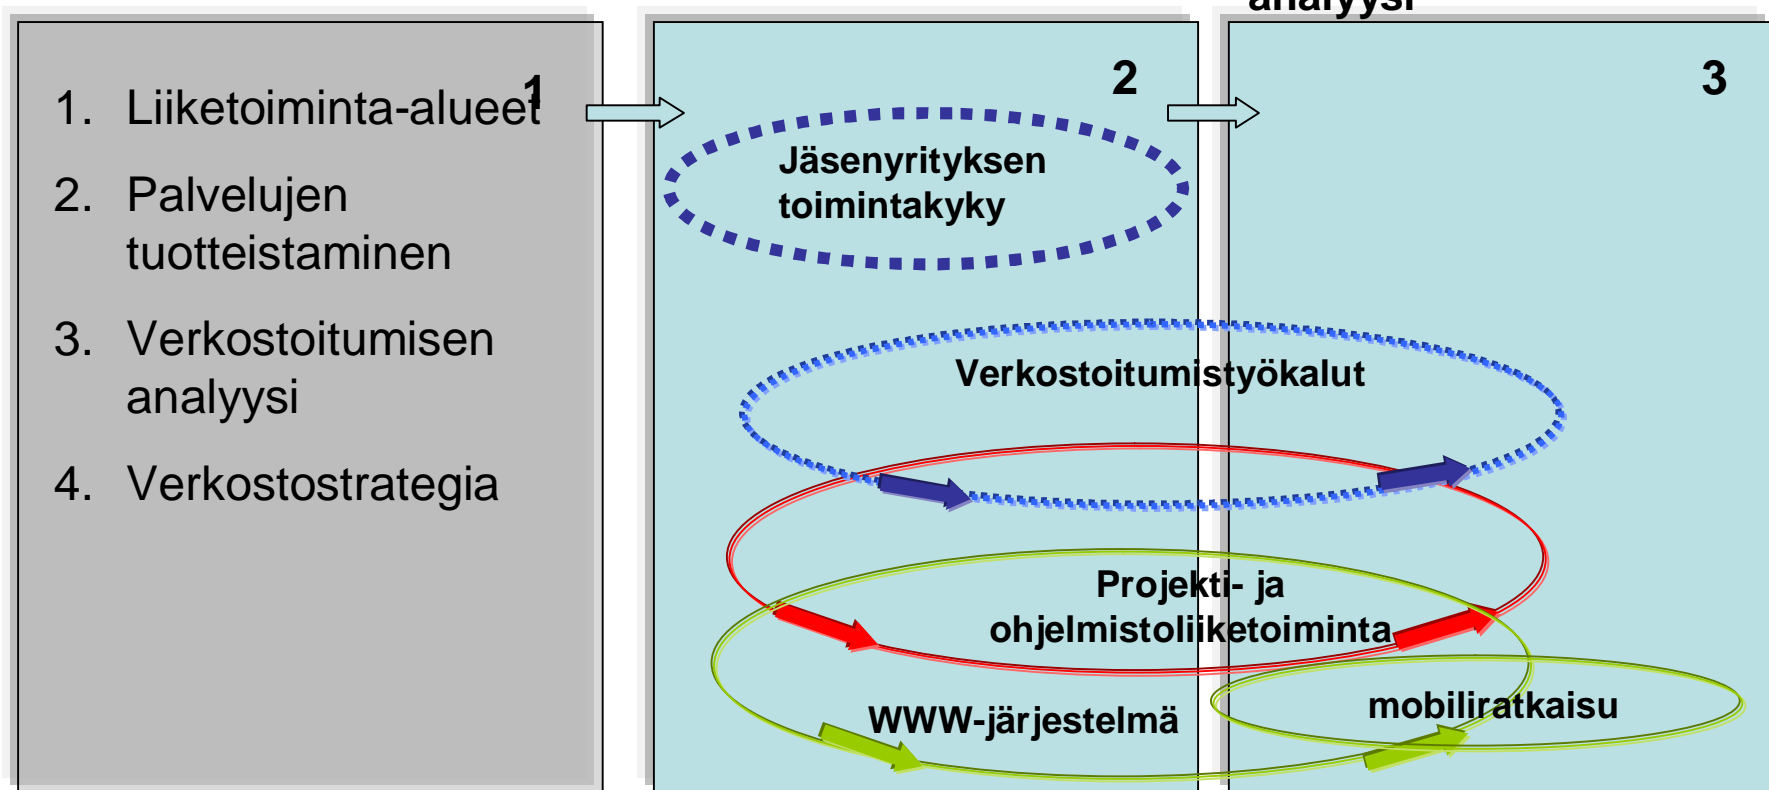 analyysi
1
1. Liiketoiminta-alueet
2. Palvelujen
tuotteistaminen
3. Verkostoitumisen
analyysi
4. Verkostostrategia
2
Jäsenyrityksen
toimintakyky
3
Verkostoitumistyökalut
Projekti- ja
ohjelmistoliiketoiminta
WWW-järjestelmä
mobiliratkaisu